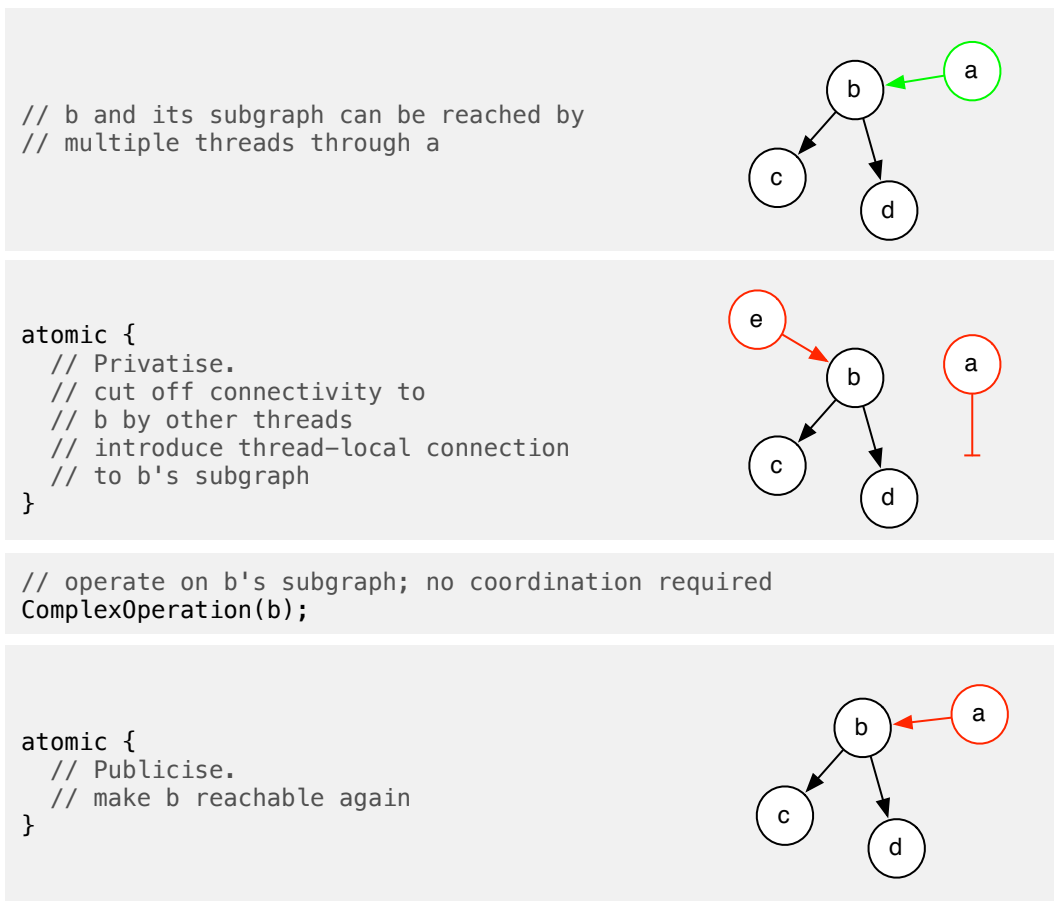 // b and its subgraph can be reached by
// multiple threads through a
b
a
c
d
atomic {
// Privatise.
// cut off connectivity to
// b by other threads
// introduce thread-local connection
// to b's subgraph
}
e
b
a
c
d
// operate on b's subgraph; no coordination required
ComplexOperation(b);
atomic {
// Publicise.
// make b reachable again
}
b
a
c
d